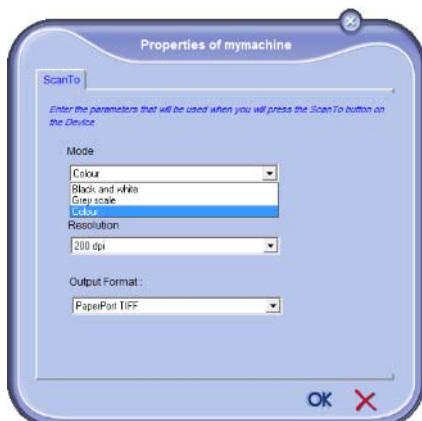 Properties of mymachine
ScanTo
Enter the parameters that will be used when you will press the ScanTo button on
the Device
Mode
Colour
Black and white
Grey scale
Colour
Resolution
200 dpi
Output Format :
PaperPort TIFF
OK